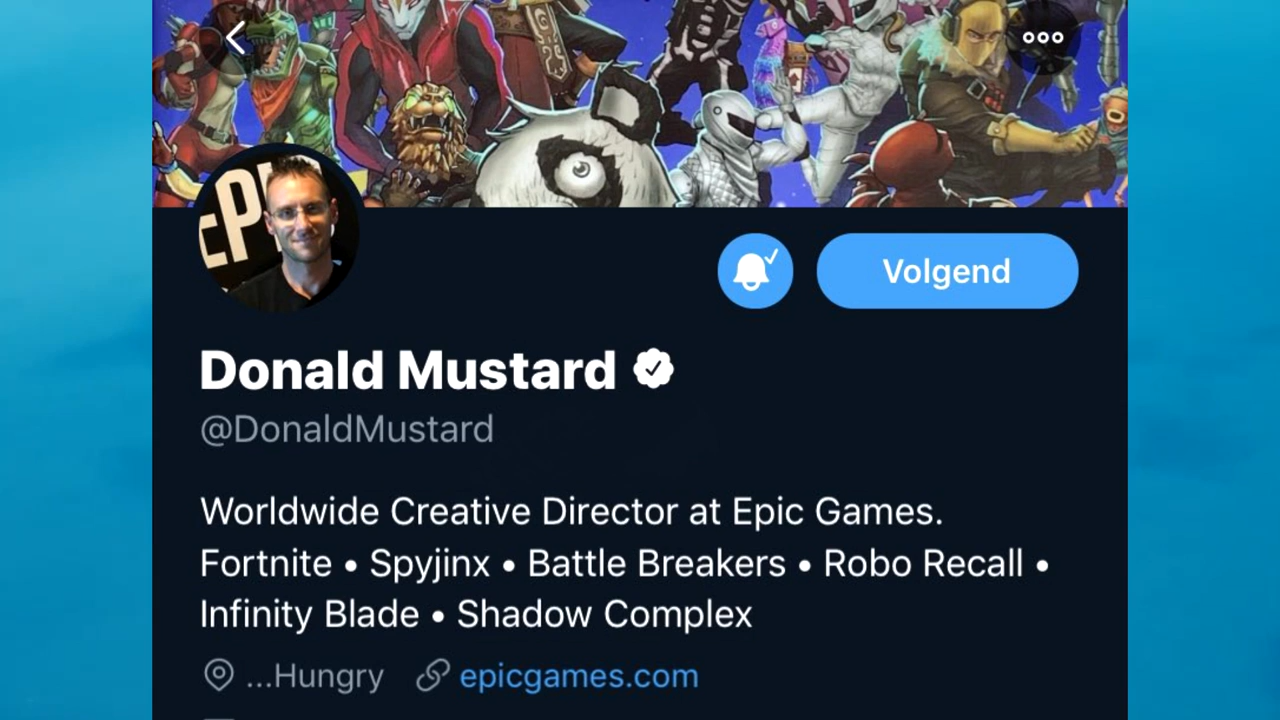 EPI
Volgend
Donald Mustard
@DonaldMustard
Worldwide Creative Director at Epic Games.
Fortnite • Spyjinx • Battle Breakers • Robo Recall •
Infinity Blade • Shadow Complex
...Hungry epicgames.com